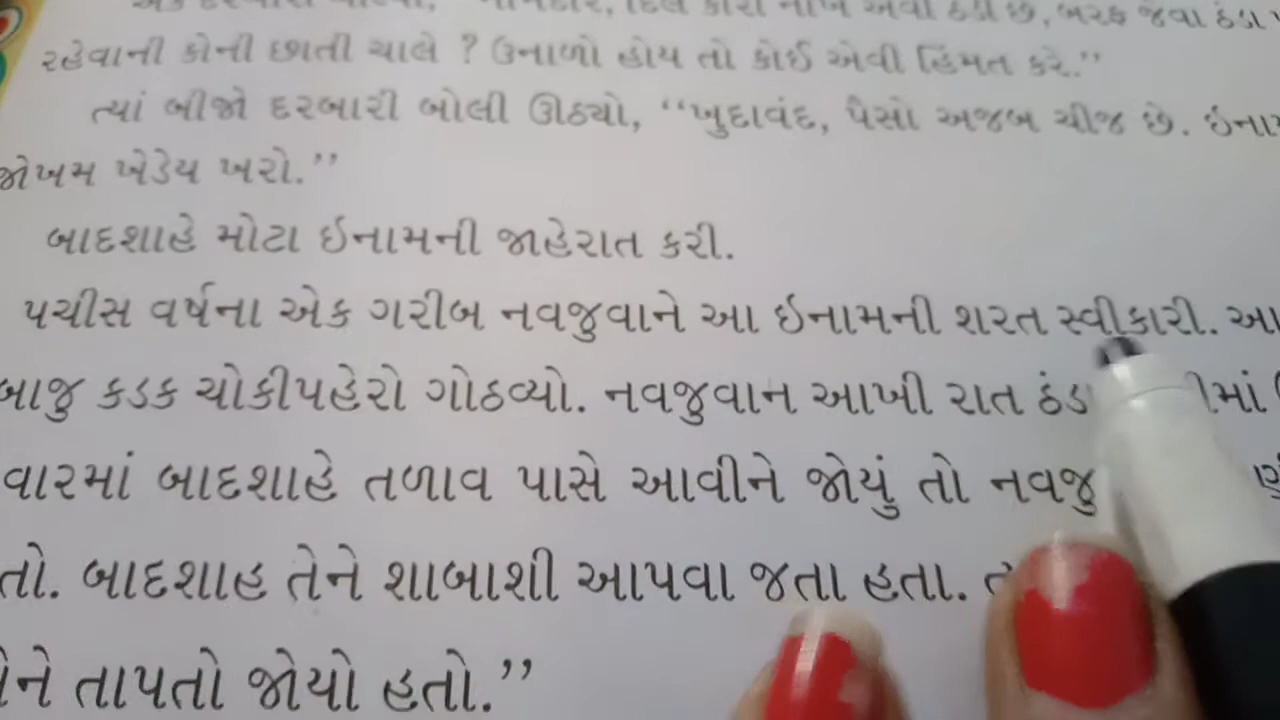 રહેવાની કોની છાતી ચાલે ? ઉનાળો હોય તો કોઈ એવી હિંમત કરે.”
ત્યાં બીજો દરબારી બોલી ઊઠ્યો, “ખુદાવંદ, પૈસો અજબ ચીજ છે.
જોખમ ખેડેય ખરો.”
બાદશાહે મોટા ઈનામની જાહેરાત કરી.
પચીસ વર્ષના એક ગરીબ નવજુવાને આ ઈનામની શરત સ્વીકારી.
બાજુ કડક ચોકીપહેરો ગોઠવ્યો. નવજુવાન આખી રાત
વારમાં બાદશાહે તળાવ પાસે આવીને જોયું તો
તો. બાદશાહ તેને શાબાશી આપવા જતા હતા.
તાપતો જોયો હતો.”